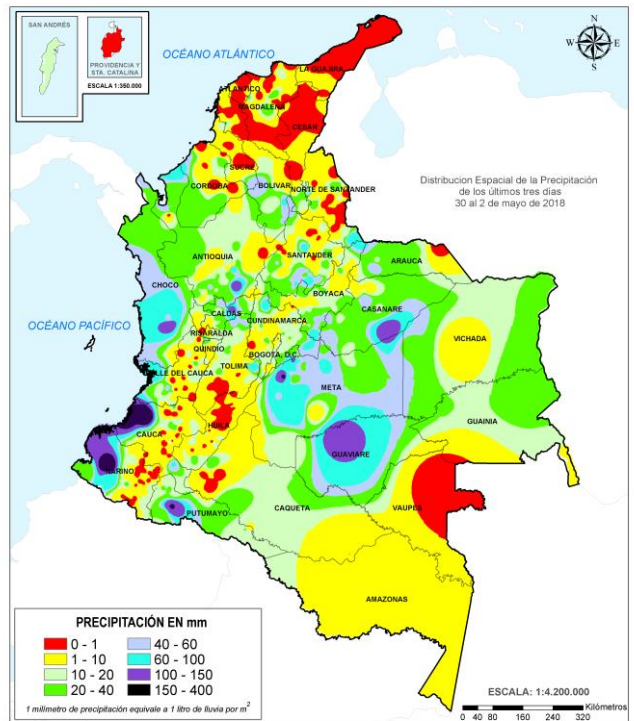 SAN ANDRÉS
PROVIDENCIA Y
STA. CATALINA
ESCALA 1:350.000
OCÉANO ATLÁNTICO
N
W E
S
LA GUAJIRA
ATLANTICO
MAGDALENA
CESAR
Distribucion Espacial de la Precipitación
de los últimos tres días
30 al 2 de mayo de 2018
SUCRE
CORDOBA
BOLIVAR
NORTE DE SANTANDER
ANTIOQUIA
SANTANDER
ARAUCA
CHOCO
BOYACA
CASANARE
OCÉANO PACÍFICO
CALDAS
CUNDINAMARCA
RISARALDA
VICHADA
QUINDIO
BOGOTA, D.C.
TOLIMA
VALLE DEL CAUCA
META
GUAINIA
CAUCA
HUILA
GUAVIARE
NARIÑO
CAQUETA
VAUPES
PUTUMAYO
AMAZONAS
PRECIPITACIÓN EN mm
0 - 1 40 - 60
1 - 10 60 - 100
10 - 20 100 - 150
20 - 40 150 - 400
1 milímetro de precipitación equivale a 1 litro de lluvia por m²
ESCALA: 1:4.200.000
Kilómetros
0 40 80 160 240 320